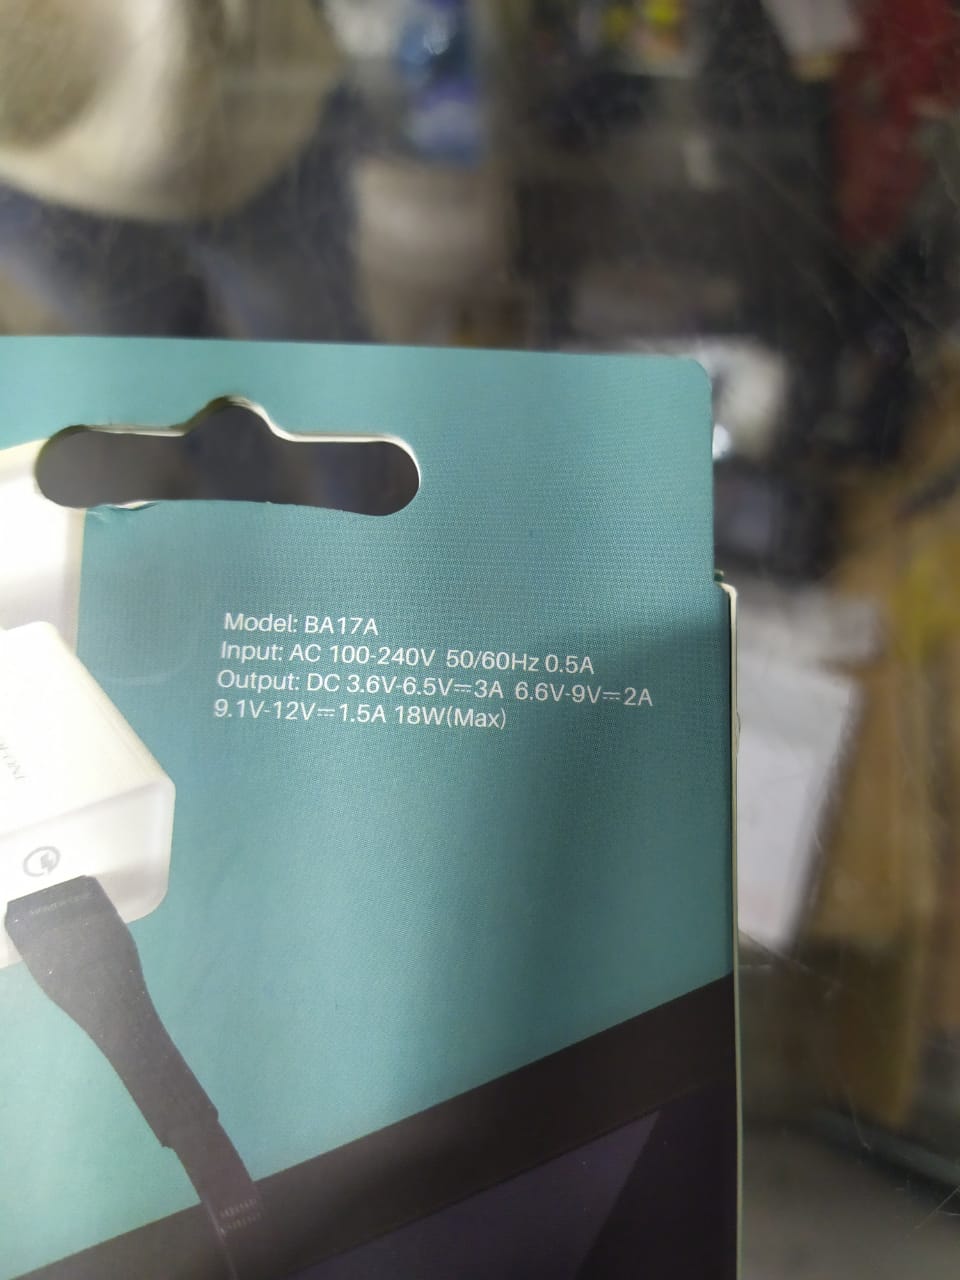 Model: BA17A
Input: AC 100-240V 50/60Hz 0.5A
Output: DC 3.6V-6.5V⎓3A 6.6V-9V⎓2A
9.1V-12V⎓1.5A 18W(Max)